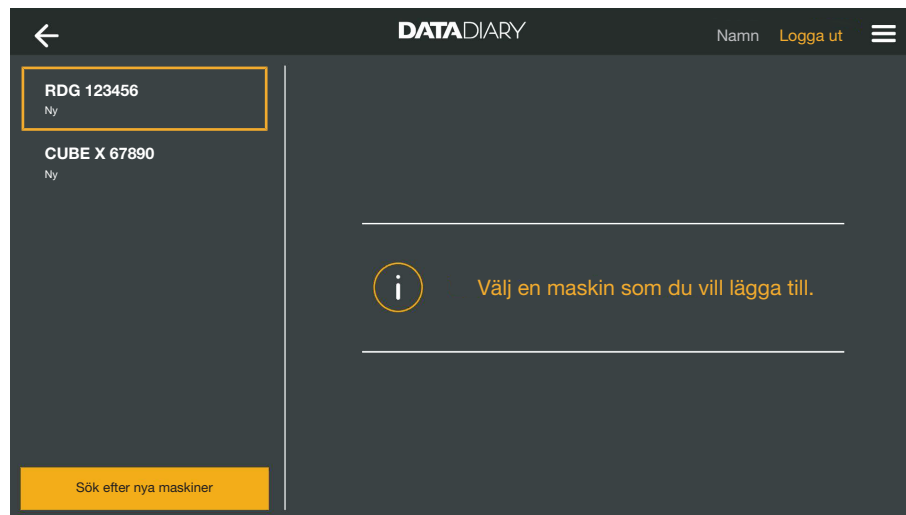 DATADIARY
Namn Logga ut
RDG 123456
Ny
CUBE X 67890
Ny
i Välj en maskin som du vill lägga till.
Sök efter nya maskiner